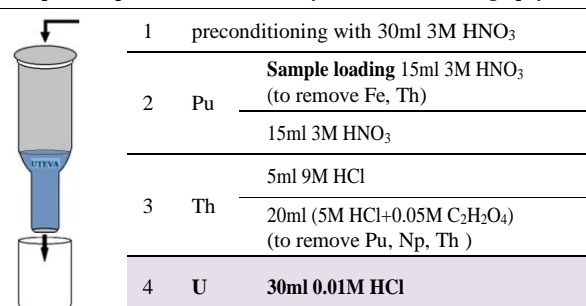 1 preconditioning with 30ml 3M HNO₃
2 Pu Sample loading 15ml 3M HNO₃
(to remove Fe, Th)
15ml 3M HNO₃
UTEVA
3 Th 5ml 9M HCl
20ml (5M HCl+0.05M C₂H₂O₄)
(to remove Pu, Np, Th )
4 U 30ml 0.01M HCl